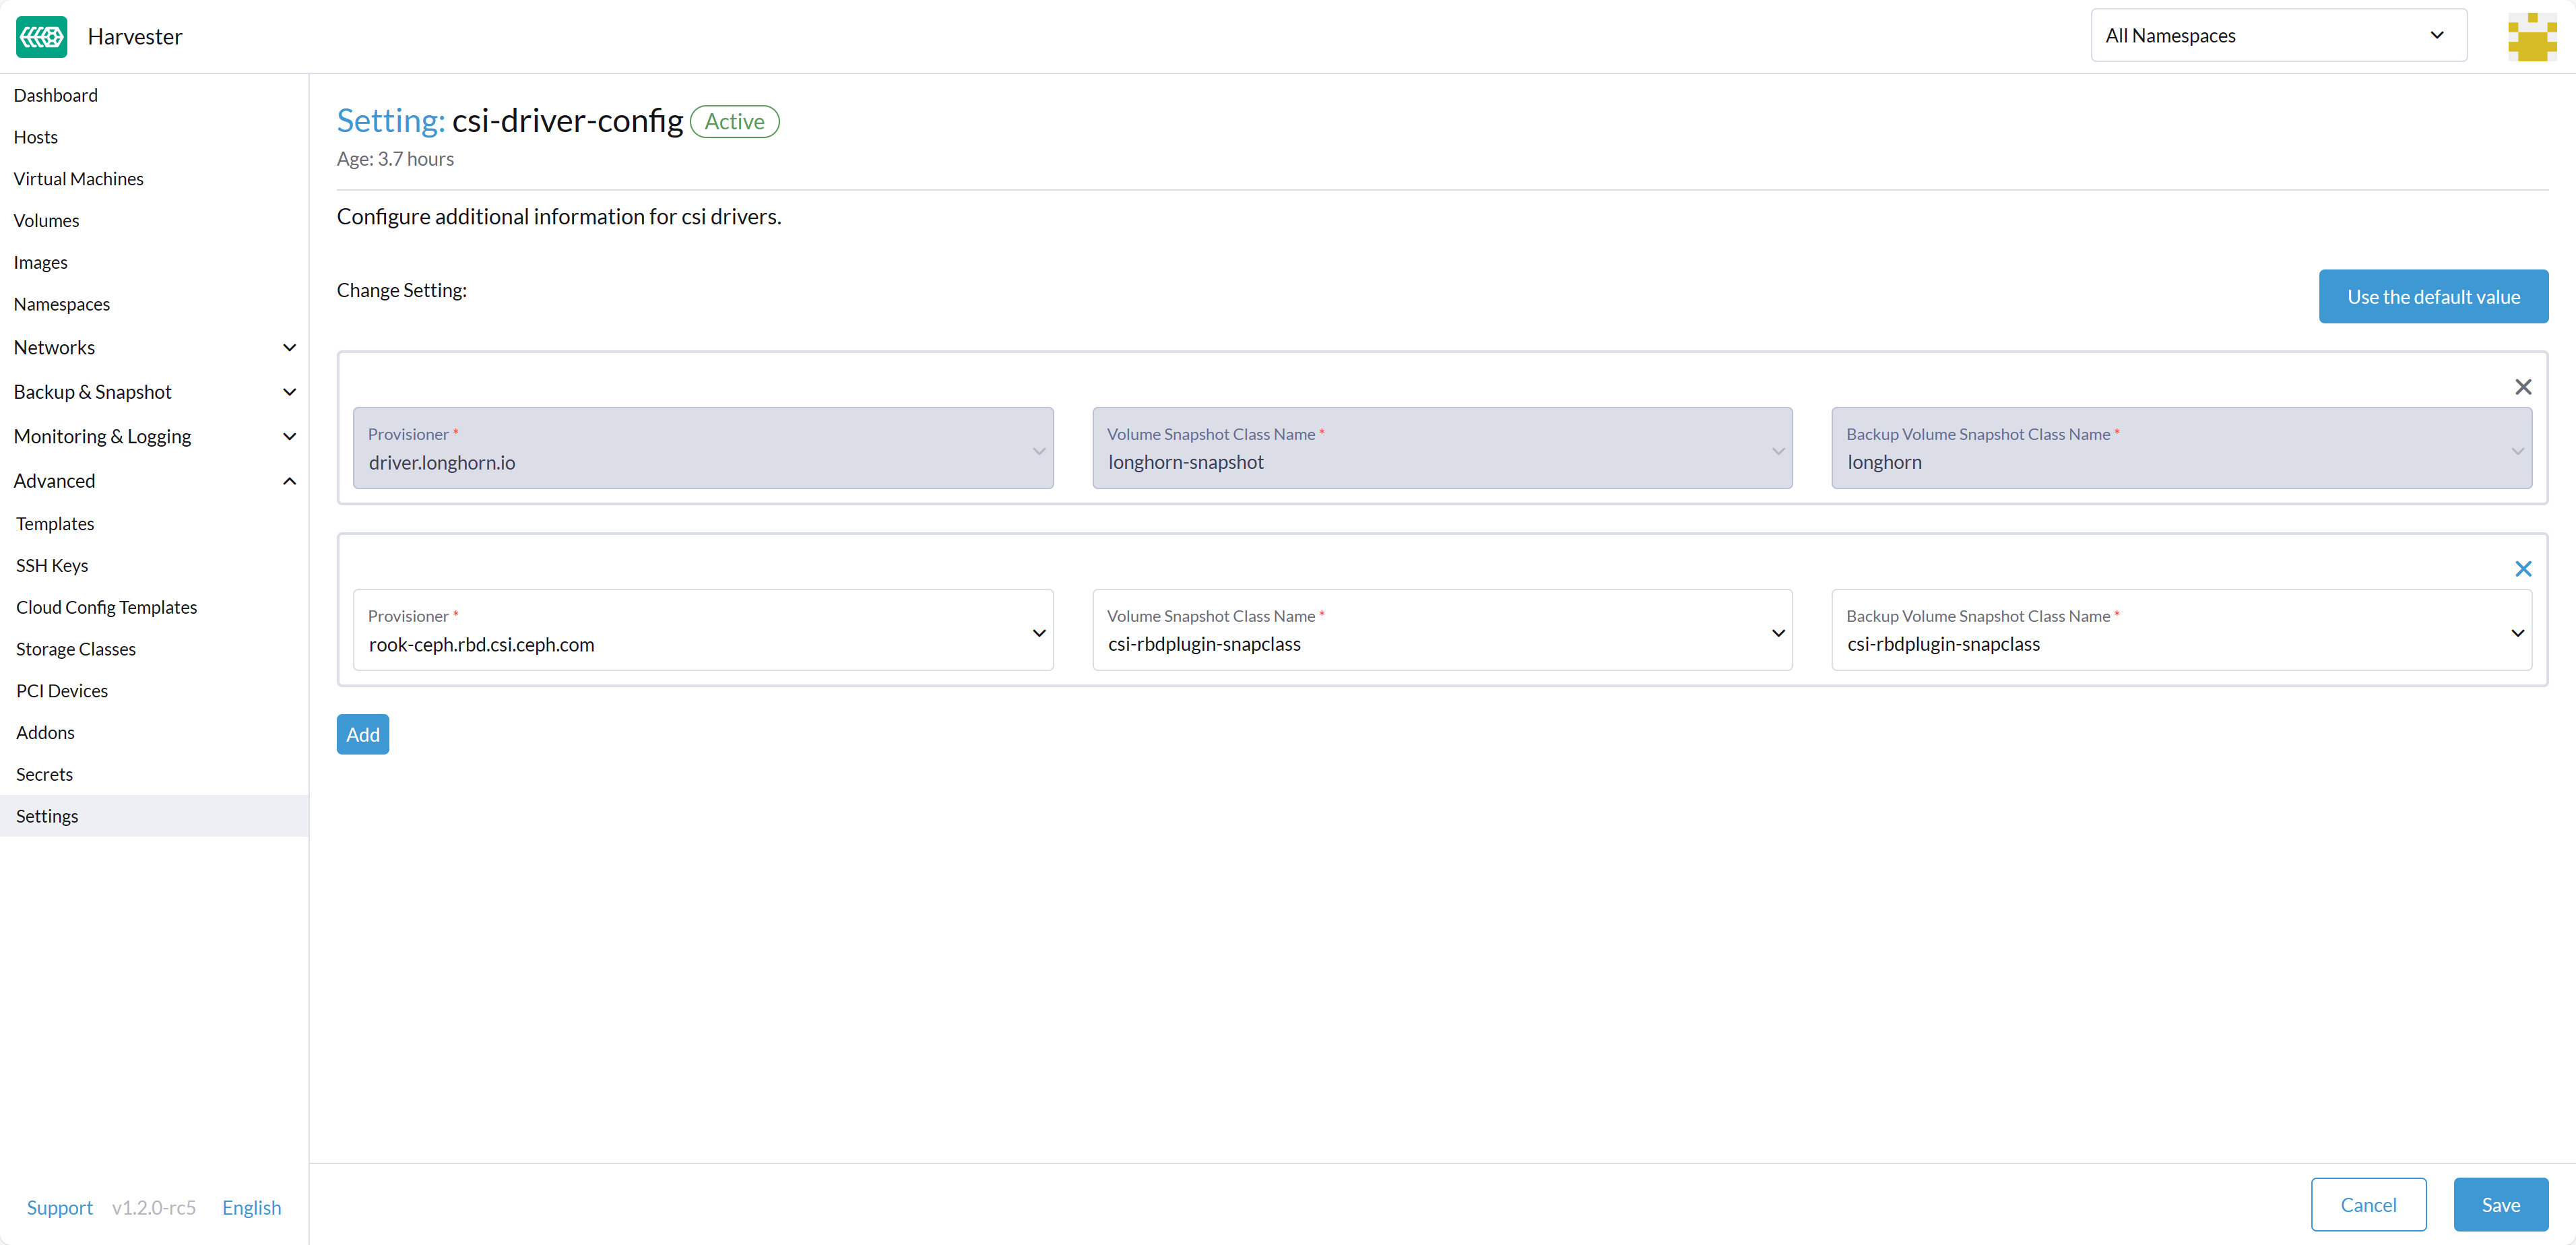 Harvester
All Namespaces
Dashboard
Hosts
Virtual Machines
Volumes
Images
Namespaces
Networks
Backup & Snapshot
Monitoring & Logging
Advanced
Templates
SSH Keys
Cloud Config Templates
Storage Classes
PCI Devices
Addons
Secrets
Settings
Support v1.2.0-rc5 English
Setting: csi-driver-config Active
Age: 3.7 hours
Configure additional information for csi drivers.
Change Setting:
Use the default value
Provisioner *
driver.longhorn.io
Volume Snapshot Class Name *
longhorn-snapshot
Backup Volume Snapshot Class Name *
longhorn
Provisioner *
rook-ceph.rbd.csi.ceph.com
Volume Snapshot Class Name *
csi-rbdplugin-snapclass
Backup Volume Snapshot Class Name *
csi-rbdplugin-snapclass
Add
Cancel
Save